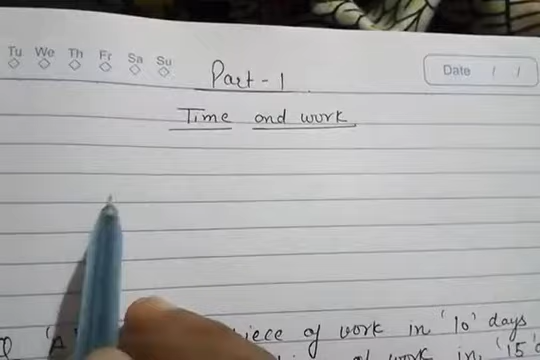 Tu We Th Fr Sa Su
Date / /
Part - 1
Time and work
'A' piece of work in '10' days
of work in '15'